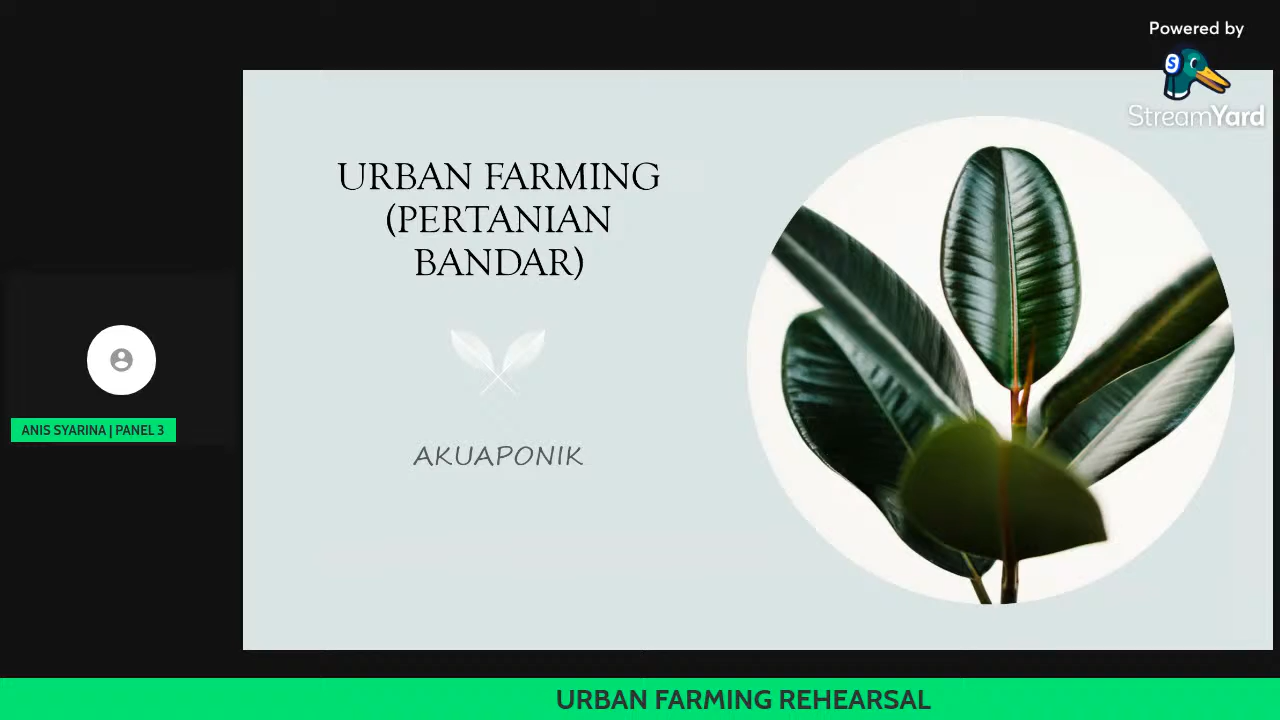 Powered by
S
StreamYard
URBAN FARMING
(PERTANIAN
BANDAR)
AKUAPONIK
ANIS SYARINA | PANEL 3
URBAN FARMING REHEARSAL